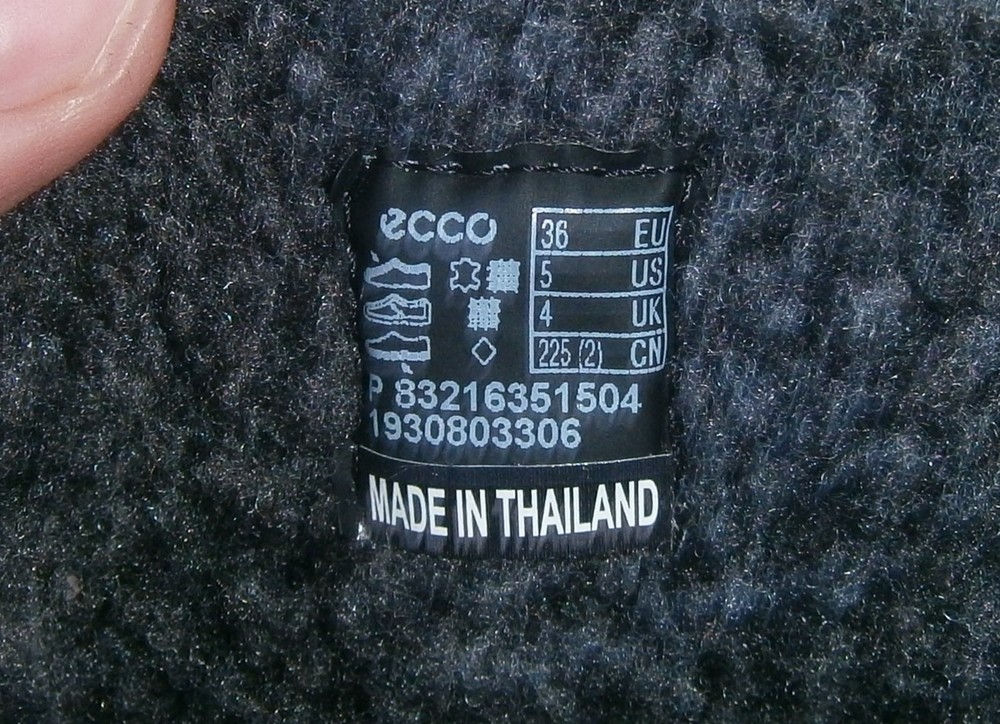 ecco
36 EU
5 US
4 UK
225 (2) CN
P 83216351504
1930803306
MADE IN THAILAND